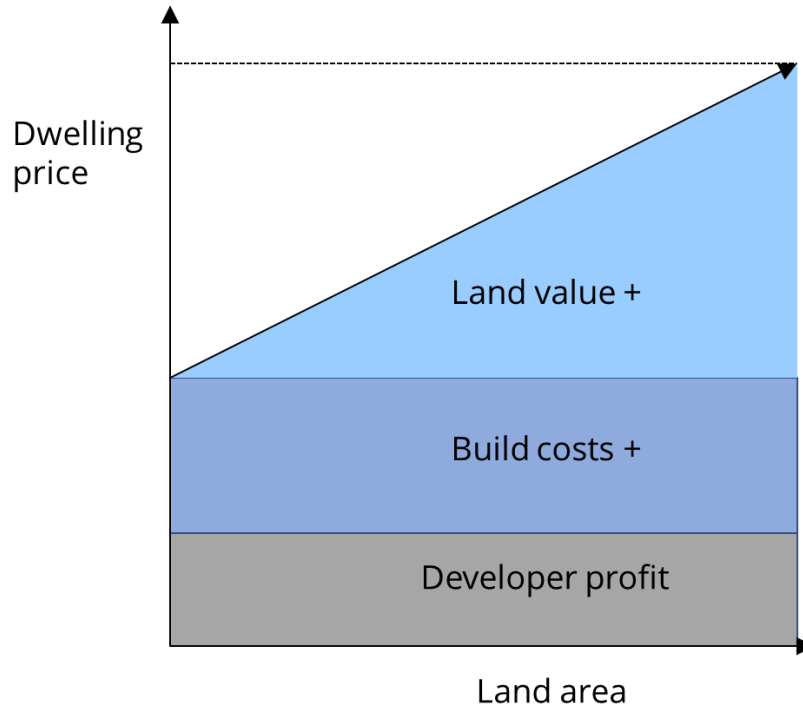 Dwelling
price
Land value +
Build costs +
Developer profit
Land area